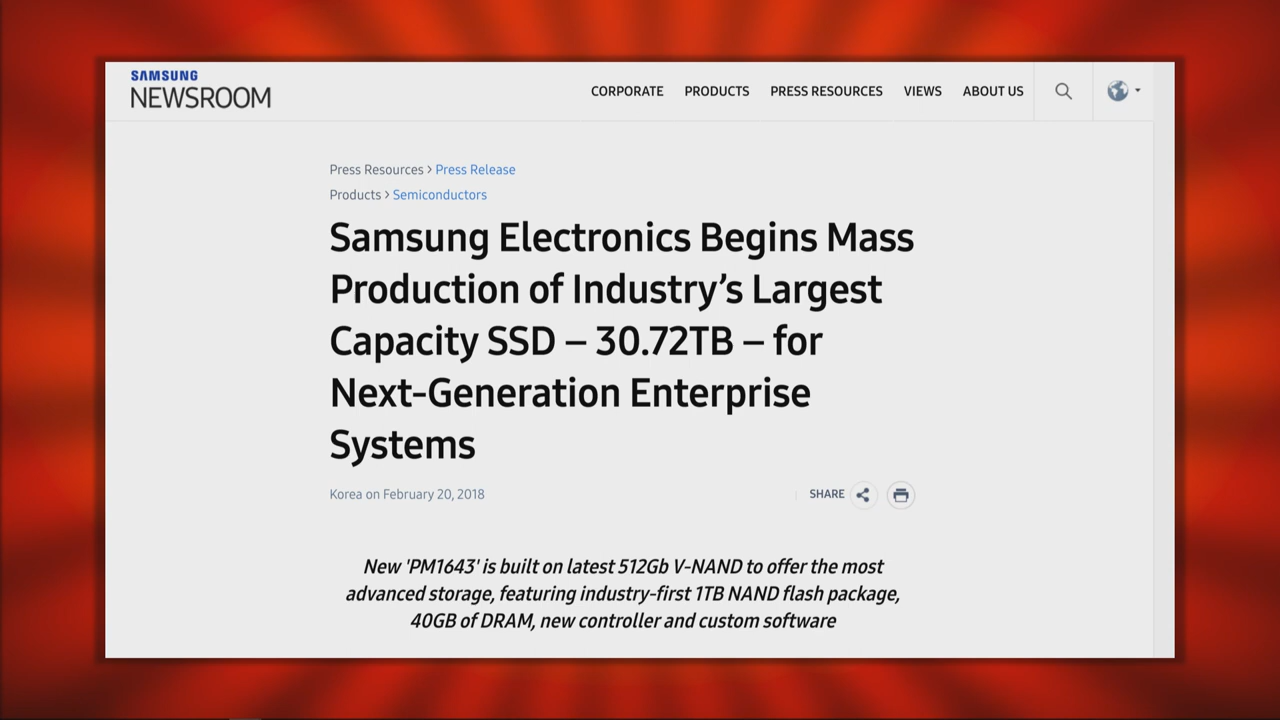 SAMSUNG
NEWSROOM
CORPORATE PRODUCTS PRESS RESOURCES VIEWS ABOUT US
Press Resources > Press Release
Products > Semiconductors
Samsung Electronics Begins Mass
Production of Industry’s Largest
Capacity SSD – 30.72TB – for
Next-Generation Enterprise
Systems
Korea on February 20, 2018
SHARE
New 'PM1643' is built on latest 512Gb V-NAND to offer the most
advanced storage, featuring industry-first 1TB NAND flash package,
40GB of DRAM, new controller and custom software